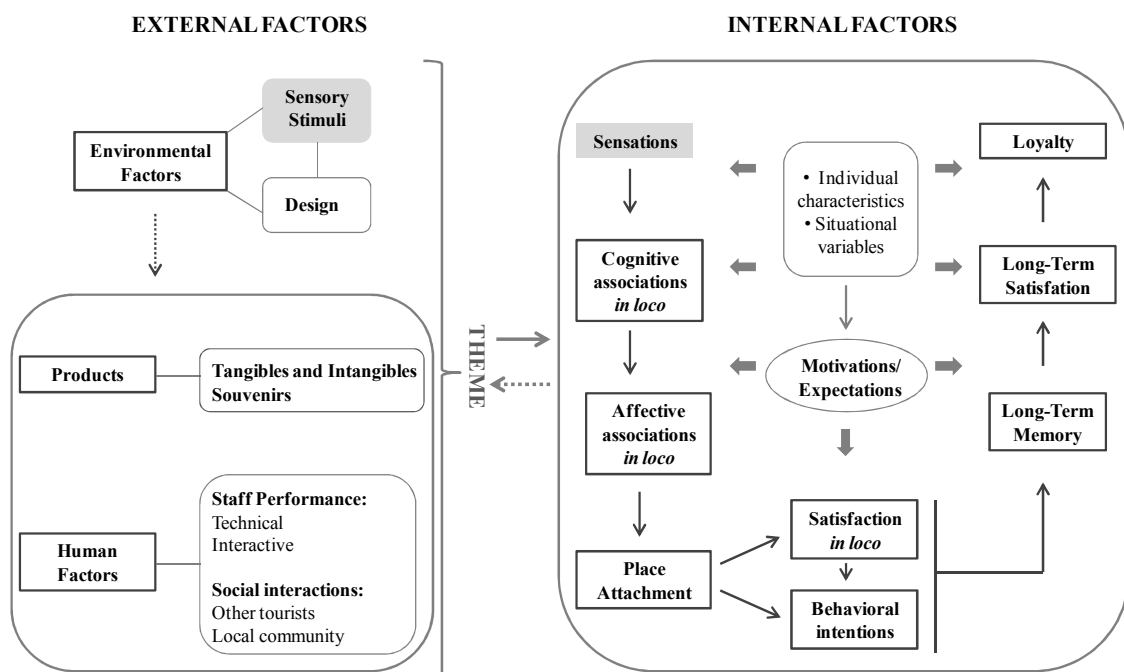 EXTERNAL FACTORS
Sensory
Stimuli
Environmental
Factors
Design
Products
Tangibles and Intangibles
Souvenirs
Human
Factors
Staff Performance:
Technical
Interactive
Social interactions:
Other tourists
Local community
THEME
INTERNAL FACTORS
Sensations
Cognitive
associations
in loco
Affective
associations
in loco
Place
Attachment
• Individual
characteristics
• Situational
variables
Motivations/
Expectations
Satisfaction
in loco
Behavioral
intentions
Loyalty
Long-Term
Satisfation
Long-Term
Memory